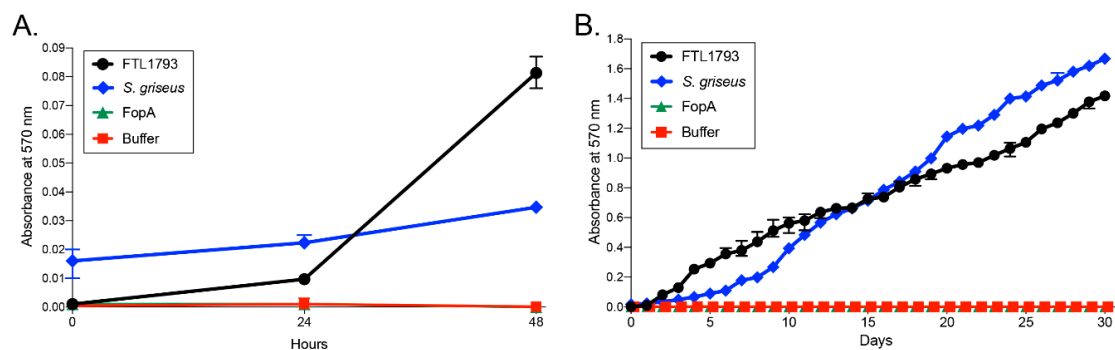 A.
0.09
0.08
0.07
0.06
0.05
0.04
0.03
0.02
0.01
0.00
Absorbance at 570 nm
FTL1793
S. griseus
FopA
Buffer
0
24
48
Hours
B.
1.8
1.6
1.4
1.2
1.0
0.8
0.6
0.4
0.2
0.0
Absorbance at 570 nm
FTL1793
S. griseus
FopA
Buffer
0
5
10
15
20
25
30
Days